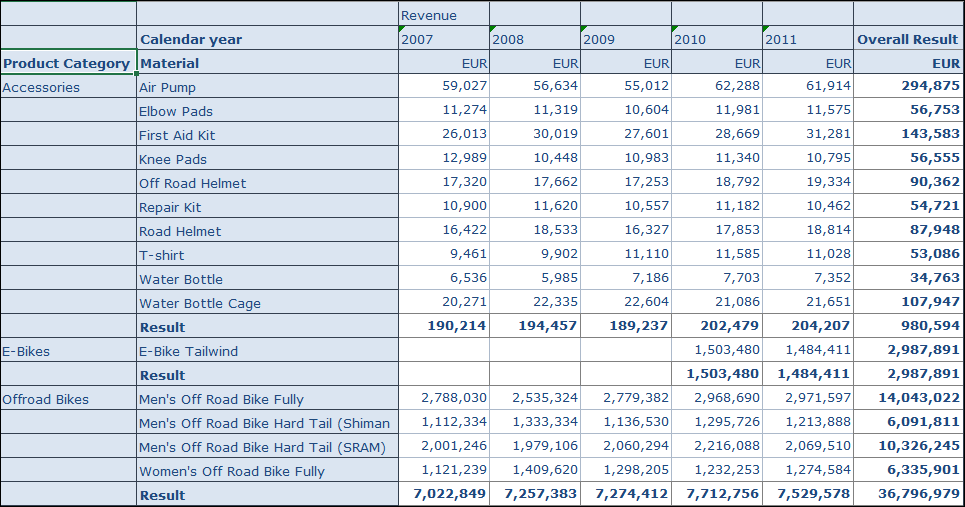 Revenue
Calendar year 2007 2008 2009 2010 2011 Overall Result
Product Category Material EUR EUR EUR EUR EUR EUR
Accessories Air Pump 59,027 56,634 55,012 62,288 61,914 294,875
Elbow Pads 11,274 11,319 10,604 11,981 11,575 56,753
First Aid Kit 26,013 30,019 27,601 28,669 31,281 143,583
Knee Pads 12,989 10,448 10,983 11,340 10,795 56,555
Off Road Helmet 17,320 17,662 17,253 18,792 19,334 90,362
Repair Kit 10,900 11,620 10,557 11,182 10,462 54,721
Road Helmet 16,422 18,533 16,327 17,853 18,814 87,948
T-shirt 9,461 9,902 11,110 11,585 11,028 53,086
Water Bottle 6,536 5,985 7,186 7,703 7,352 34,763
Water Bottle Cage 20,271 22,335 22,604 21,086 21,651 107,947
Result 190,214 194,457 189,237 202,479 204,207 980,594
E-Bikes E-Bike Tailwind 1,503,480 1,484,411 2,987,891
Result 1,503,480 1,484,411 2,987,891
Offroad Bikes Men's Off Road Bike Fully 2,788,030 2,535,324 2,779,382 2,968,690 2,971,597 14,043,022
Men's Off Road Bike Hard Tail (Shiman 1,112,334 1,333,334 1,136,530 1,295,726 1,213,888 6,091,811
Men's Off Road Bike Hard Tail (SRAM) 2,001,246 1,979,106 2,060,294 2,216,088 2,069,510 10,326,245
Women's Off Road Bike Fully 1,121,239 1,409,620 1,298,205 1,232,253 1,274,584 6,335,901
Result 7,022,849 7,257,383 7,274,412 7,712,756 7,529,578 36,796,979